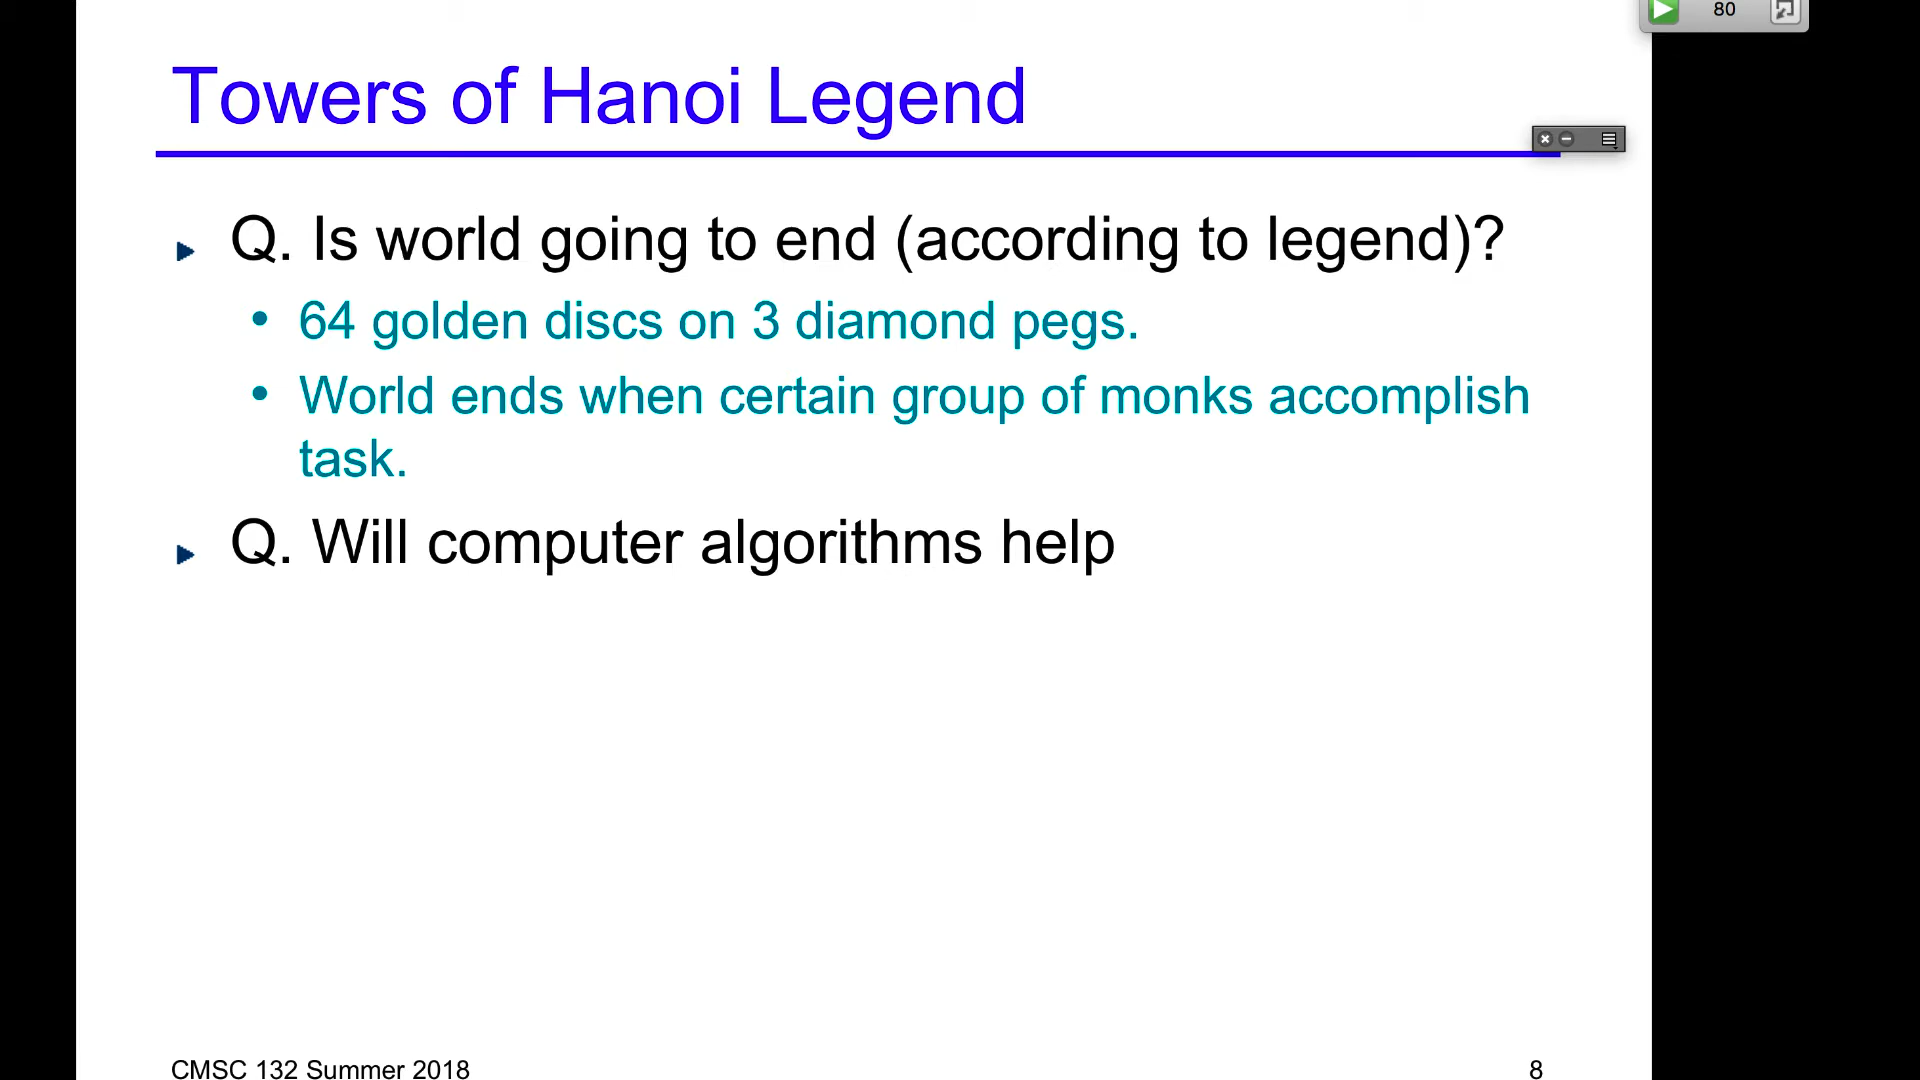 80
Towers of Hanoi Legend
Q. Is world going to end (according to legend)?
• 64 golden discs on 3 diamond pegs.
• World ends when certain group of monks accomplish
task.
Q. Will computer algorithms help
CMSC 132 Summer 2018
8